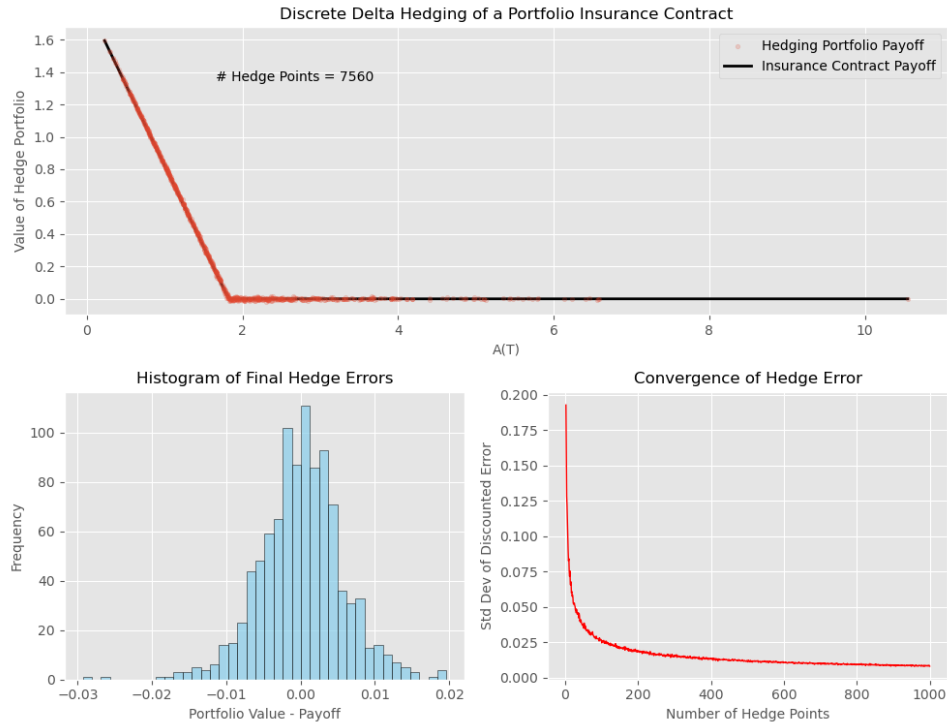 Discrete Delta Hedging of a Portfolio Insurance Contract
Value of Hedge Portfolio
1.6
1.4
1.2
1.0
0.8
0.6
0.4
0.2
0.0
# Hedge Points = 7560
Hedging Portfolio Payoff
Insurance Contract Payoff
0 2 4 6 8 10
A(T)
Histogram of Final Hedge Errors
Frequency
100
80
60
40
20
0
−0.03 −0.02 −0.01 0.00 0.01 0.02
Portfolio Value - Payoff
Convergence of Hedge Error
Std Dev of Discounted Error
0.200
0.175
0.150
0.125
0.100
0.075
0.050
0.025
0.000
0 200 400 600 800 1000
Number of Hedge Points